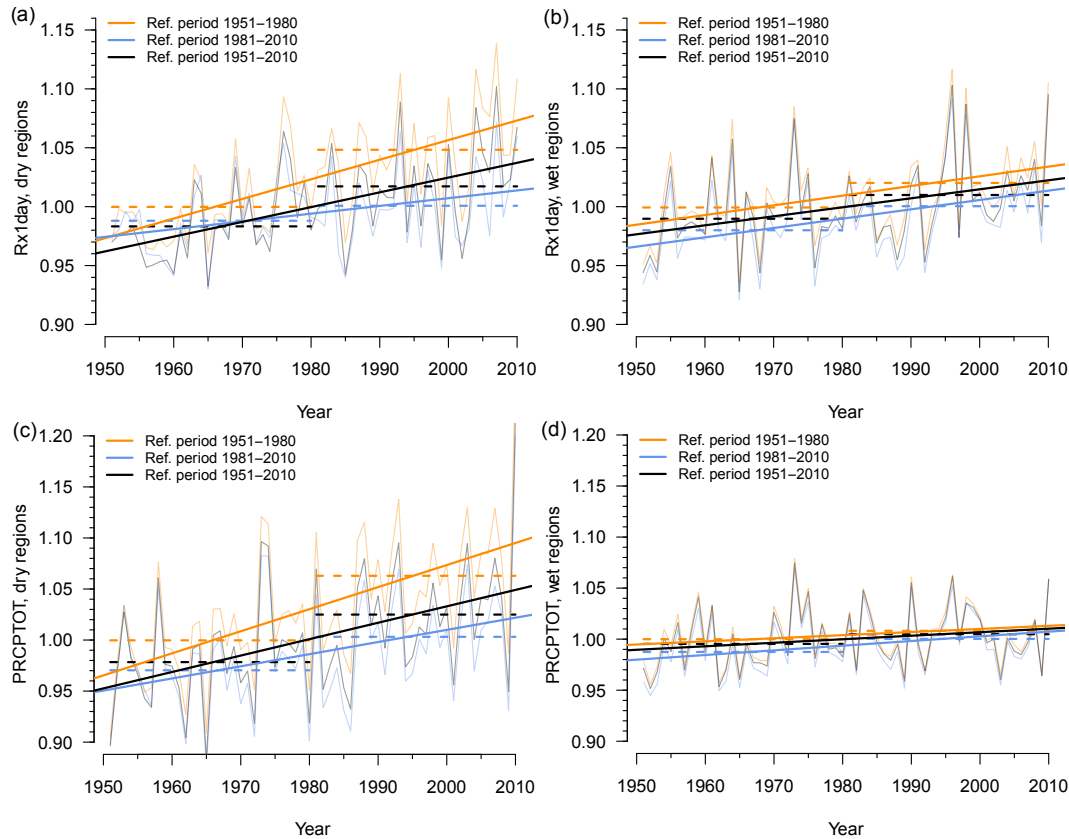 (a)
Ref. period 1951−1980
Ref. period 1981−2010
Ref. period 1951−2010
Rx1day, dry regions
1.15
1.10
1.05
1.00
0.95
0.90
1950 1960 1970 1980 1990 2000 2010
Year
(b)
Ref. period 1951−1980
Ref. period 1981−2010
Ref. period 1951−2010
Rx1day, wet regions
1.15
1.10
1.05
1.00
0.95
0.90
1950 1960 1970 1980 1990 2000 2010
Year
(c)
Ref. period 1951−1980
Ref. period 1981−2010
Ref. period 1951−2010
PRCPTOT, dry regions
1.20
1.15
1.10
1.05
1.00
0.95
0.90
1950 1960 1970 1980 1990 2000 2010
Year
(d)
Ref. period 1951−1980
Ref. period 1981−2010
Ref. period 1951−2010
PRCPTOT, wet regions
1.20
1.15
1.10
1.05
1.00
0.95
0.90
1950 1960 1970 1980 1990 2000 2010
Year